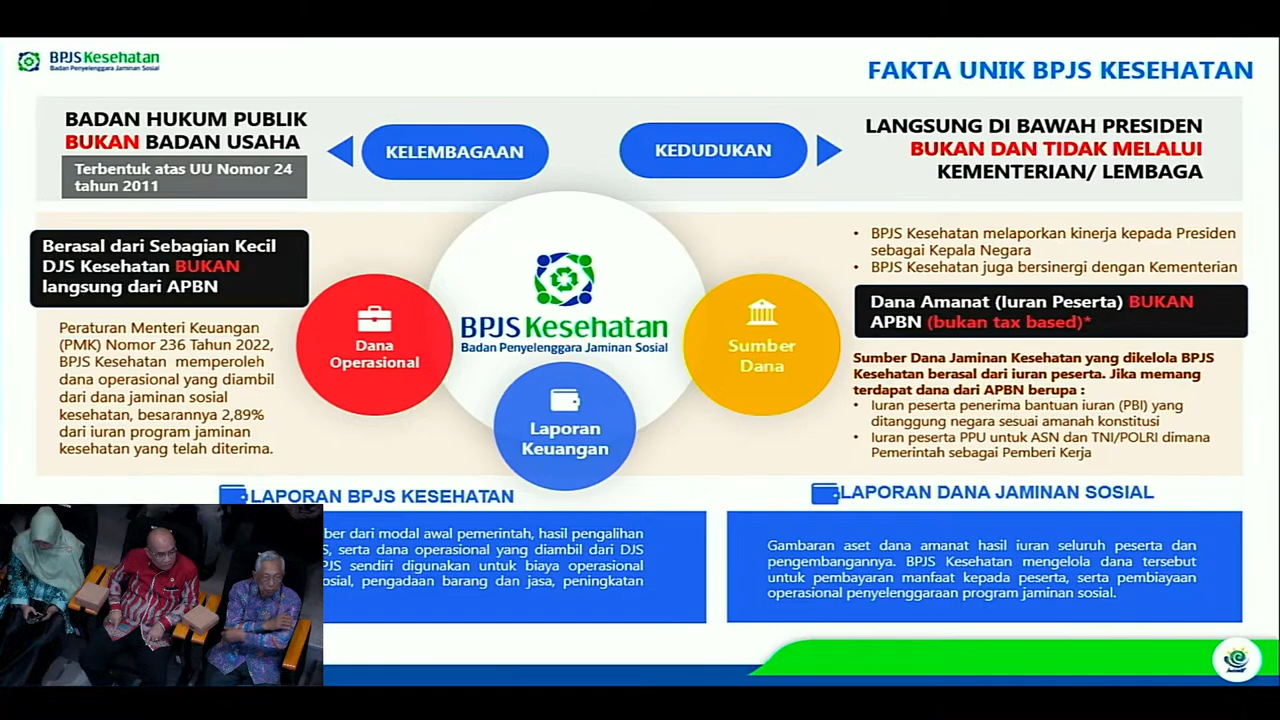 BPJS Kesehatan
Badan Penyelenggara Jaminan Sosial
FAKTA UNIK BPJS KESEHATAN
BADAN HUKUM PUBLIK
BUKAN BADAN USAHA
Terbentuk atas UU Nomor 24
tahun 2011
KELEMBAGAAN
KEDUDUKAN
LANGSUNG DI BAWAH PRESIDEN
BUKAN DAN TIDAK MELALUI
KEMENTERIAN/ LEMBAGA
Berasal dari Sebagian Kecil
DJS Kesehatan BUKAN
langsung dari APBN
Peraturan Menteri Keuangan
(PMK) Nomor 236 Tahun 2022,
BPJS Kesehatan memperoleh
dana operasional yang diambil
dari dana jaminan sosial
kesehatan, besarannya 2,89%
dari iuran program jaminan
kesehatan yang telah diterima.
Dana
Operasional
BPJS Kesehatan
Badan Penyelenggara Jaminan Sosial
Laporan
Keuangan
Sumber
Dana
• BPJS Kesehatan melaporkan kinerja kepada Presiden
sebagai Kepala Negara
• BPJS Kesehatan juga bersinergi dengan Kementerian
Dana Amanat (Iuran Peserta) BUKAN
APBN (bukan tax based)*
Sumber Dana Jaminan Kesehatan yang dikelola BPJS
Kesehatan berasal dari iuran peserta. Jika memang
terdapat dana dari APBN berupa :
• Iuran peserta penerima bantuan iuran (PBI) yang
ditanggung negara sesuai amanah konstitusi
• Iuran peserta PPU untuk ASN dan TNI/POLRI dimana
Pemerintah sebagai Pemberi Kerja
LAPORAN BPJS KESEHATAN
ber dari modal awal pemerintah, hasil pengalihan
S, serta dana operasional yang diambil dari DJS
PJS sendiri digunakan untuk biaya operasional
osial, pengadaan barang dan jasa, peningkatan
LAPORAN DANA JAMINAN SOSIAL
Gambaran aset dana amanat hasil iuran seluruh peserta dan
pengembangannya. BPJS Kesehatan mengelola dana tersebut
untuk pembayaran manfaat kepada peserta, serta pembiayaan
operasional penyelenggaraan program jaminan sosial.